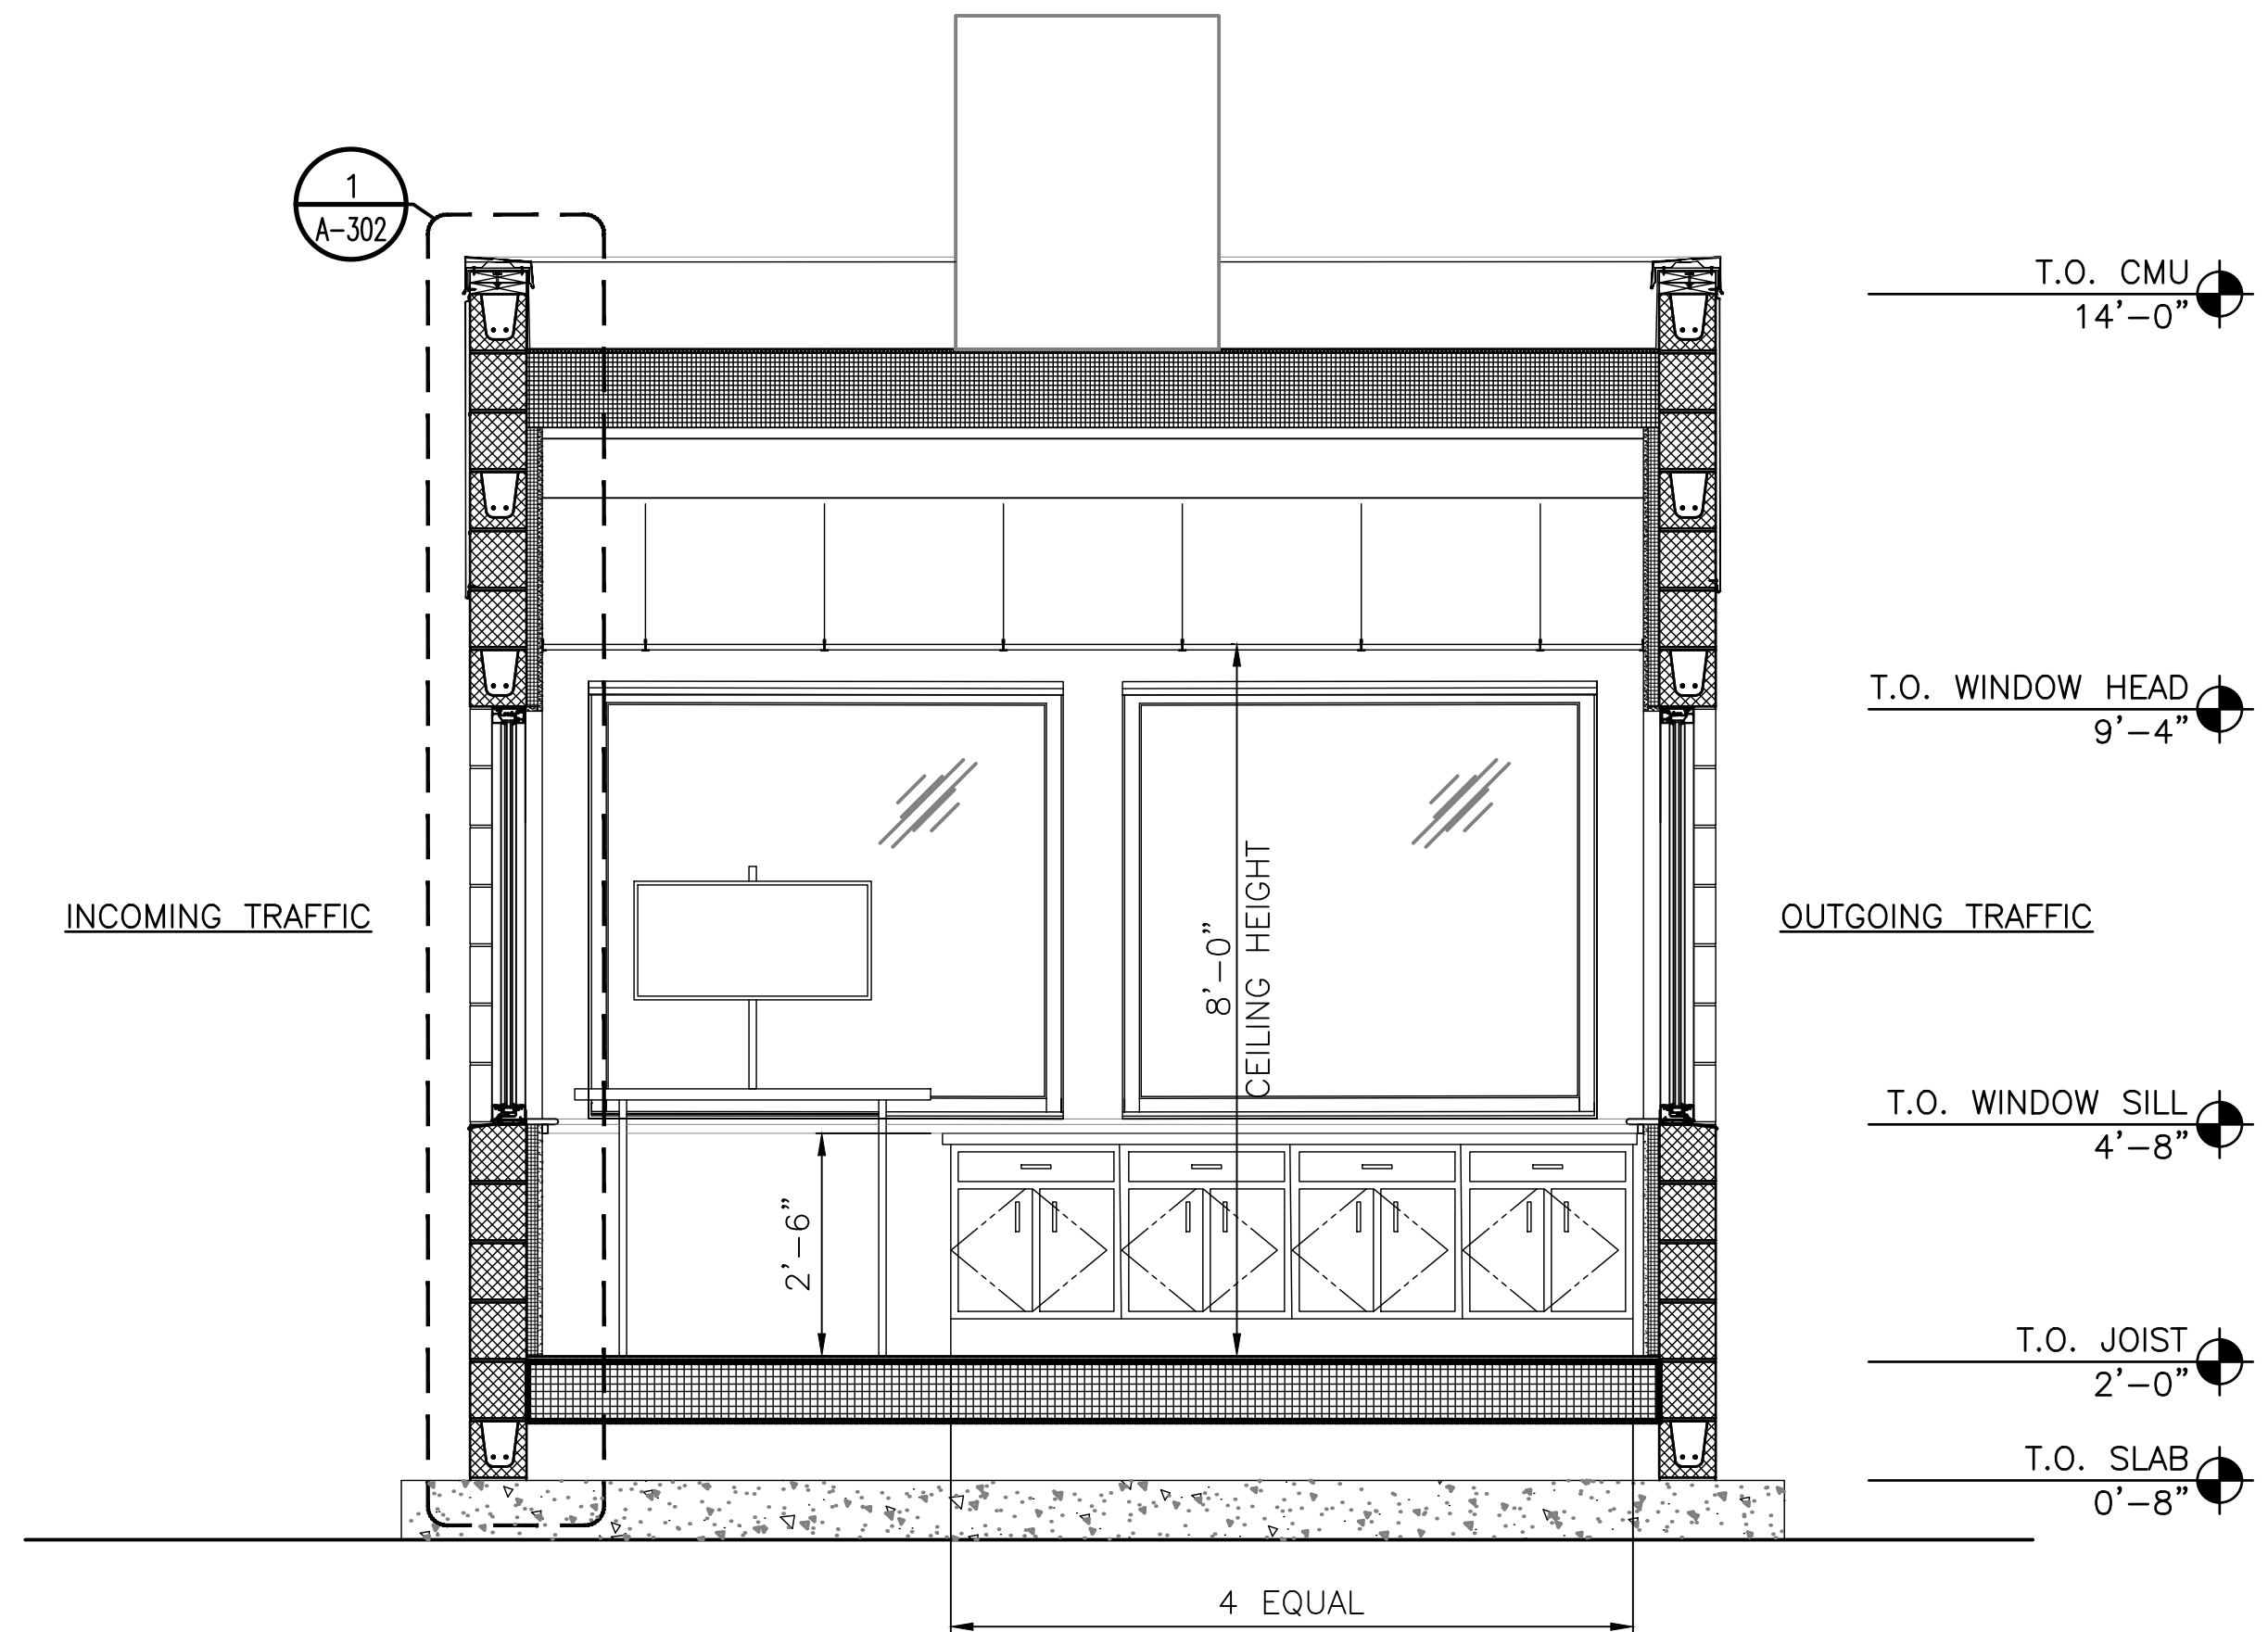 1
A-302
T.O. CMU
14'-0"
T.O. WINDOW HEAD
9'-4"
INCOMING TRAFFIC
8'-0"
CEILING HEIGHT
OUTGOING TRAFFIC
T.O. WINDOW SILL
4'-8"
2'-6"
T.O. JOIST
2'-0"
T.O. SLAB
0'-8"
4 EQUAL